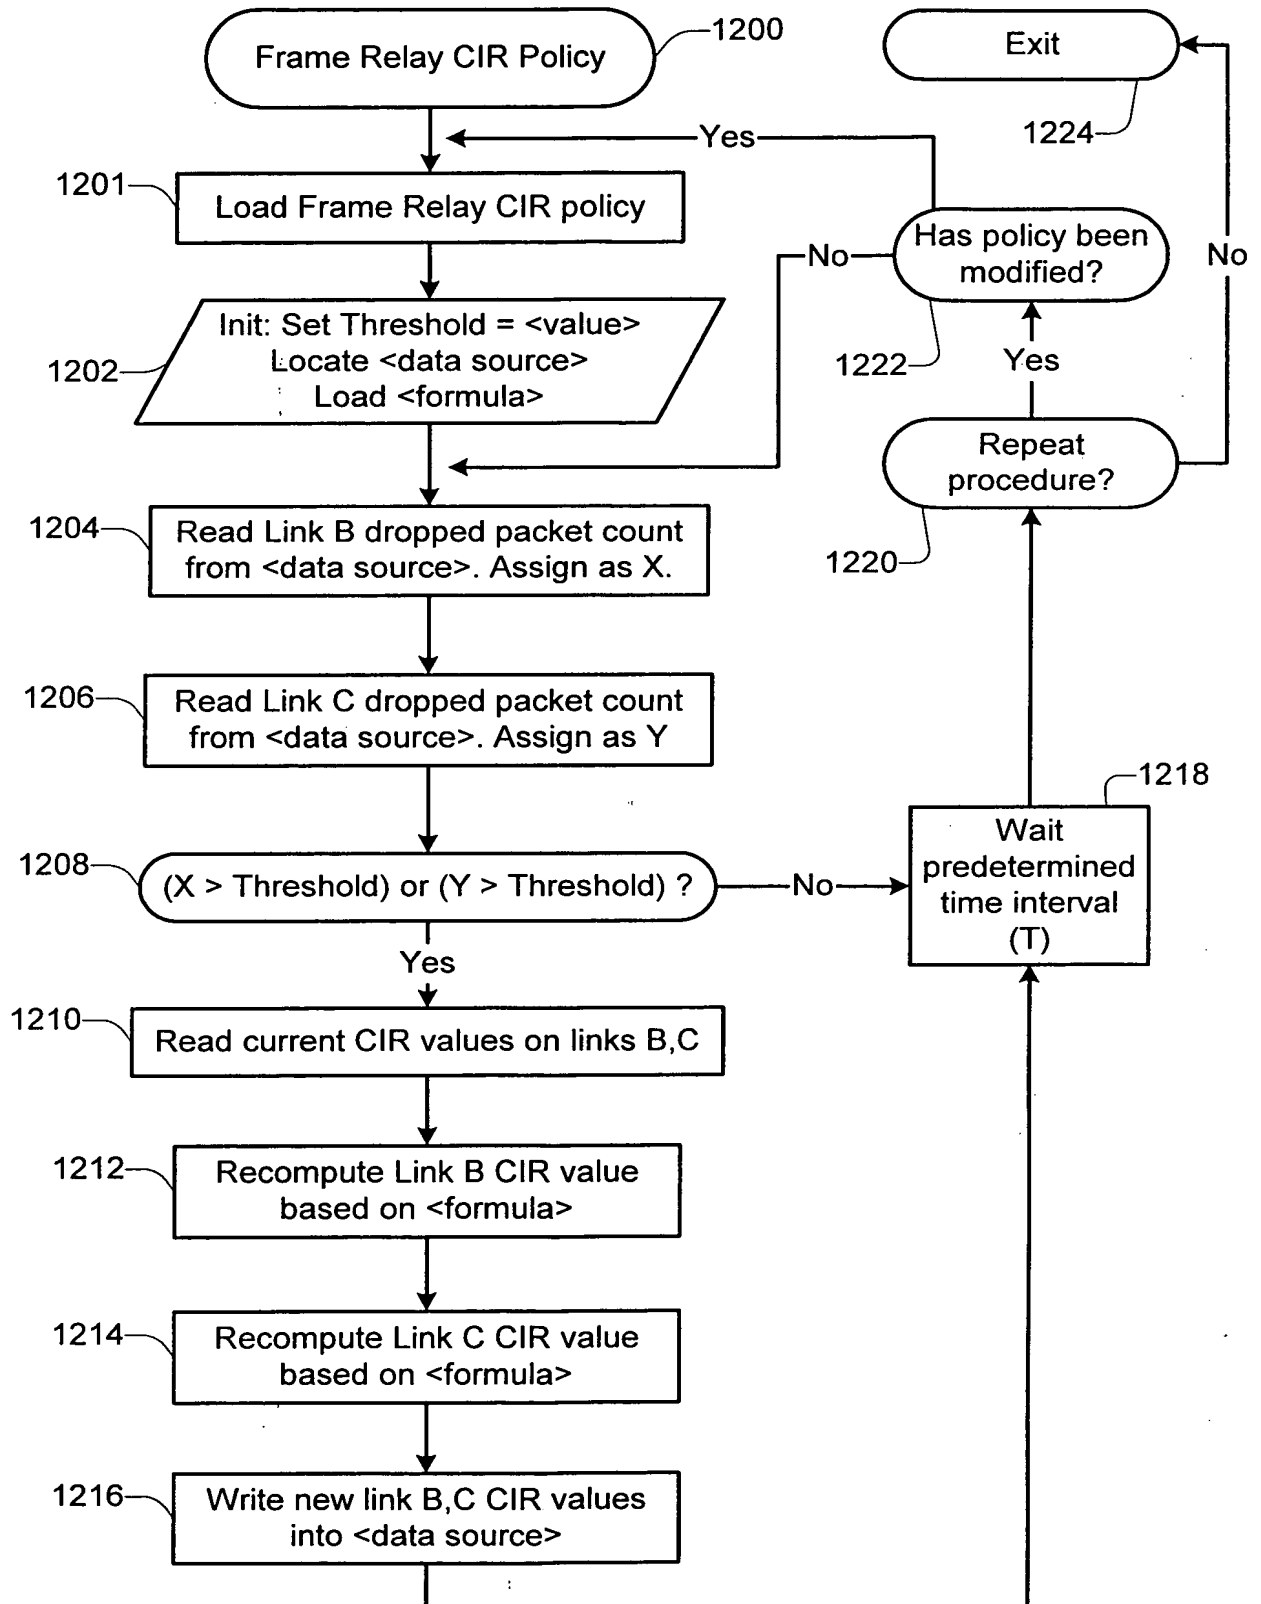 Frame Relay CIR Policy
1200
Exit
1224
Yes
1201
Load Frame Relay CIR policy
Has policy been
modified?
No
No
1222
Yes
Init: Set Threshold = <value>
Locate <data source>
Load <formula>
1202
Repeat
procedure?
1220
1204
Read Link B dropped packet count
from <data source>. Assign as X.
1206
Read Link C dropped packet count
from <data source>. Assign as Y
1218
Wait
predetermined
time interval
(T)
1208
(X > Threshold) or (Y > Threshold) ?
No
Yes
1210
Read current CIR values on links B,C
1212
Recompute Link B CIR value
based on <formula>
1214
Recompute Link C CIR value
based on <formula>
1216
Write new link B,C CIR values
into <data source>